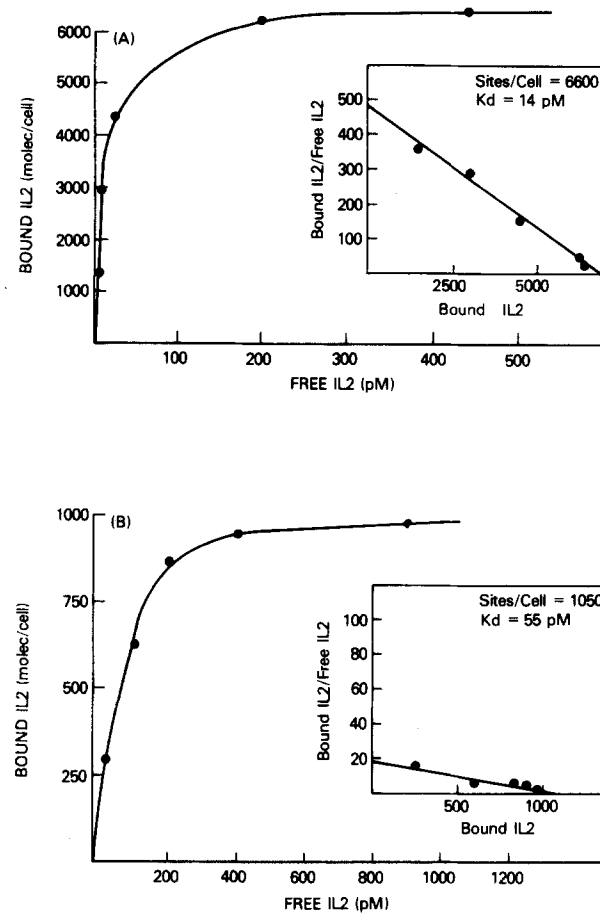 (A)
6000
5000
4000
3000
2000
1000
BOUND IL2 (molec/cell)
100 200 300 400 500
FREE IL2 (pM)
Sites/Cell = 6600
Kd = 14 pM
500
400
300
200
100
Bound IL2/Free IL2
2500 5000
Bound IL2
(B)
1000
750
500
250
BOUND IL2 (molec/cell)
200 400 600 800 1000 1200
FREE IL2 (pM)
Sites/Cell = 1050
Kd = 55 pM
100
80
60
40
20
Bound IL2/Free IL2
500 1000
Bound IL2